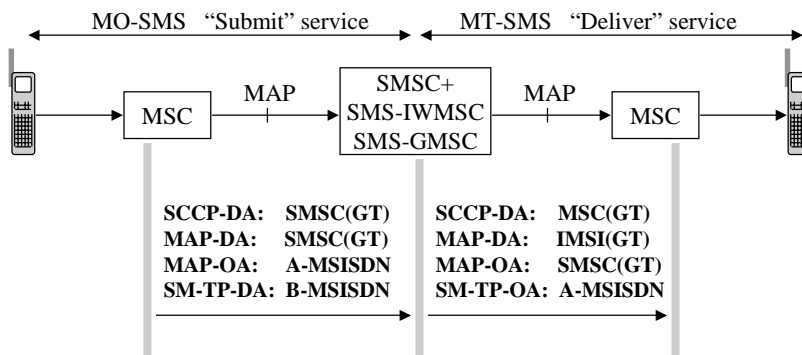 MO-SMS “Submit” service
MT-SMS “Deliver” service
MSC
MAP
SMSC+
SMS-IWMSC
SMS-GMSC
MAP
MSC
SCCP-DA: SMSC(GT)
MAP-DA: SMSC(GT)
MAP-OA: A-MSISDN
SM-TP-DA: B-MSISDN
SCCP-DA: MSC(GT)
MAP-DA: IMSI(GT)
MAP-OA: SMSC(GT)
SM-TP-OA: A-MSISDN